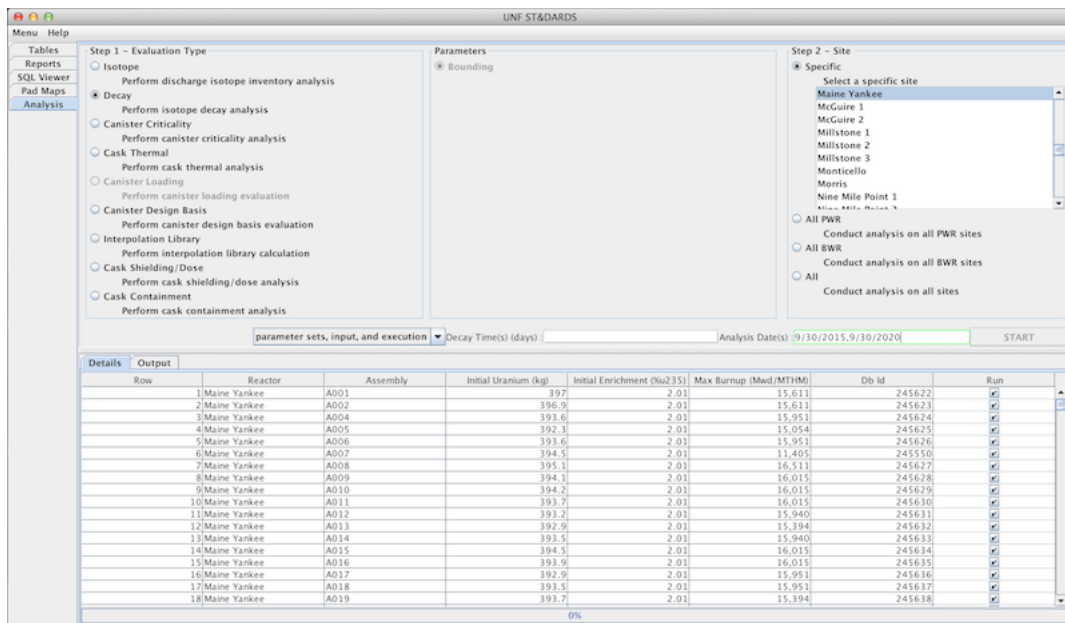 UNF ST&DARDS
Menu Help
Tables
Reports
SQL Viewer
Pad Maps
Analysis
Step 1 - Evaluation Type
Isotope
Perform discharge isotope inventory analysis
Decay
Perform isotope decay analysis
Canister Criticality
Perform canister criticality analysis
Cask Thermal
Perform cask thermal analysis
Canister Loading
Perform canister loading evaluation
Canister Design Basis
Perform canister design basis evaluation
Interpolation Library
Perform interpolation library calculation
Cask Shielding/Dose
Perform cask shielding/dose analysis
Cask Containment
Perform cask containment analysis
Parameters
Bounding
Step 2 - Site
Specific
Select a specific site
Maine Yankee
McGuire 1
McGuire 2
Millstone 1
Millstone 2
Millstone 3
Monticello
Morris
Nine Mile Point 1
Nine Mile Point 2
All PWR
Conduct analysis on all PWR sites
All BWR
Conduct analysis on all BWR sites
All
Conduct analysis on all sites
parameter sets, input, and execution Decay Time(s) (days) : Analysis Date(s) :9/30/2015,9/30/2020 START
Details Output
Row Reactor Assembly Initial Uranium (kg) Initial Enrichment (%u235) Max Burnup (Mwd/MTHM) Db Id Run
1 Maine Yankee A001 397 2.01 15,611 245622
2 Maine Yankee A002 396.9 2.01 15,611 245623
3 Maine Yankee A004 393.6 2.01 15,951 245624
4 Maine Yankee A005 392.3 2.01 15,054 245625
5 Maine Yankee A006 393.6 2.01 15,951 245626
6 Maine Yankee A007 394.5 2.01 11,405 245550
7 Maine Yankee A008 395.1 2.01 16,511 245627
8 Maine Yankee A009 394.1 2.01 16,015 245628
9 Maine Yankee A010 394.2 2.01 16,015 245629
10 Maine Yankee A011 393.7 2.01 16,015 245630
11 Maine Yankee A012 393.2 2.01 15,940 245631
12 Maine Yankee A013 392.9 2.01 15,394 245632
13 Maine Yankee A014 393.5 2.01 15,940 245633
14 Maine Yankee A015 394.5 2.01 16,015 245634
15 Maine Yankee A016 393.9 2.01 16,015 245635
16 Maine Yankee A017 392.9 2.01 15,951 245636
17 Maine Yankee A018 393.5 2.01 15,951 245637
18 Maine Yankee A019 393.7 2.01 15,394 245638
0%